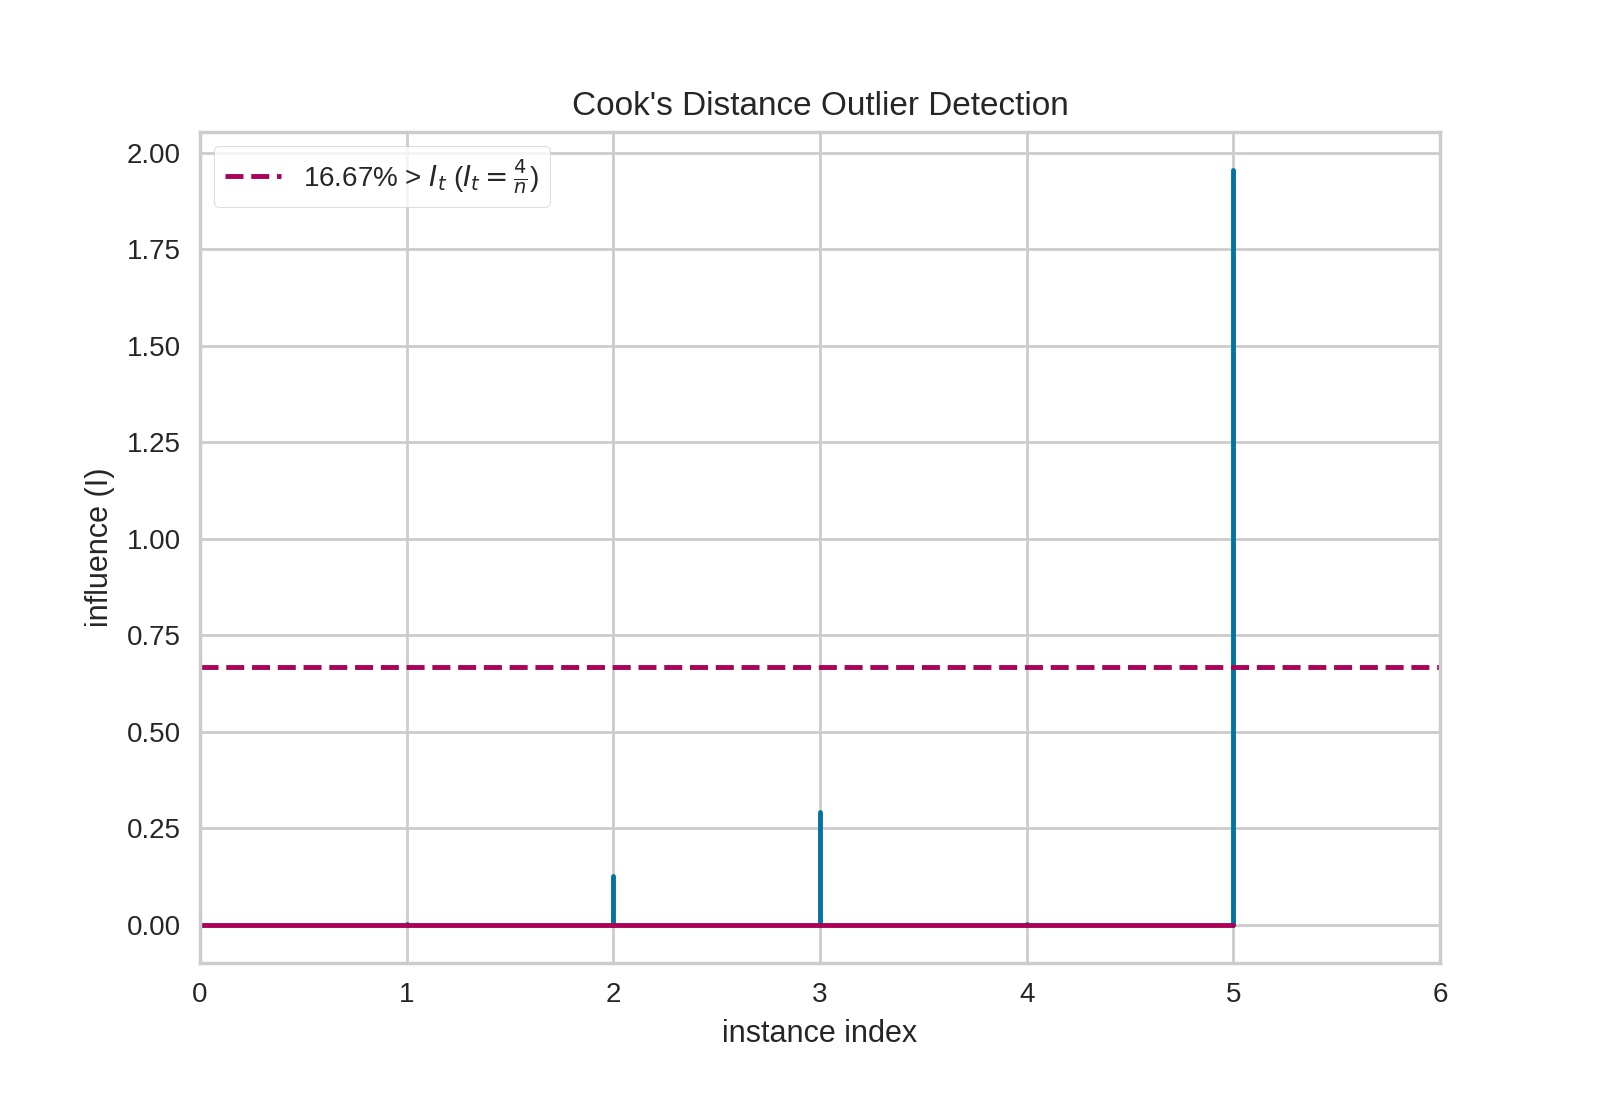 Cook's Distance Outlier Detection
16.67% > I_t (I_t = 4/n)
2.00
1.75
1.50
1.25
1.00
0.75
0.50
0.25
0.00
influence (I)
0 1 2 3 4 5 6
instance index